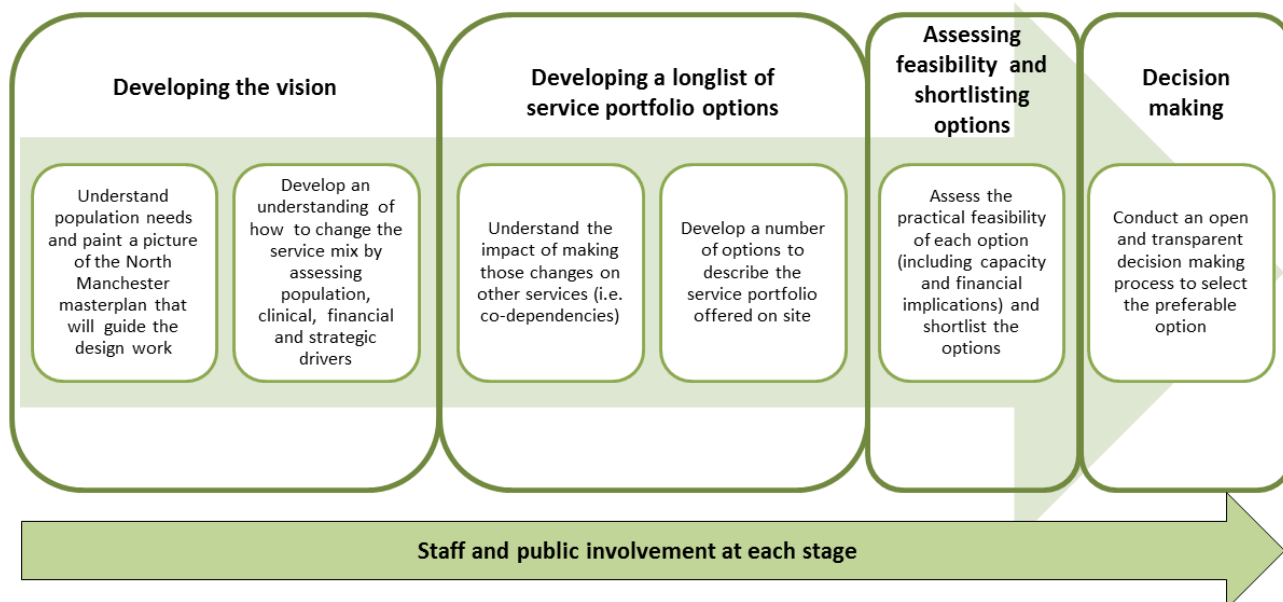 Developing the vision
Understand
population needs
and paint a picture
of the North
Manchester
masterplan that
will guide the
design work
Develop an
understanding of
how to change the
service mix by
assessing
population,
clinical, financial
and strategic
drivers
Developing a longlist of
service portfolio options
Understand the
impact of making
those changes on
other services (i.e.
co-dependencies)
Develop a number
of options to
describe the
service portfolio
offered on site
Assessing
feasibility and
shortlisting
options
Assess the
practical feasibility
of each option
(including capacity
and financial
implications) and
shortlist the
options
Decision
making
Conduct an open
and transparent
decision making
process to select
the preferable
option
Staff and public involvement at each stage